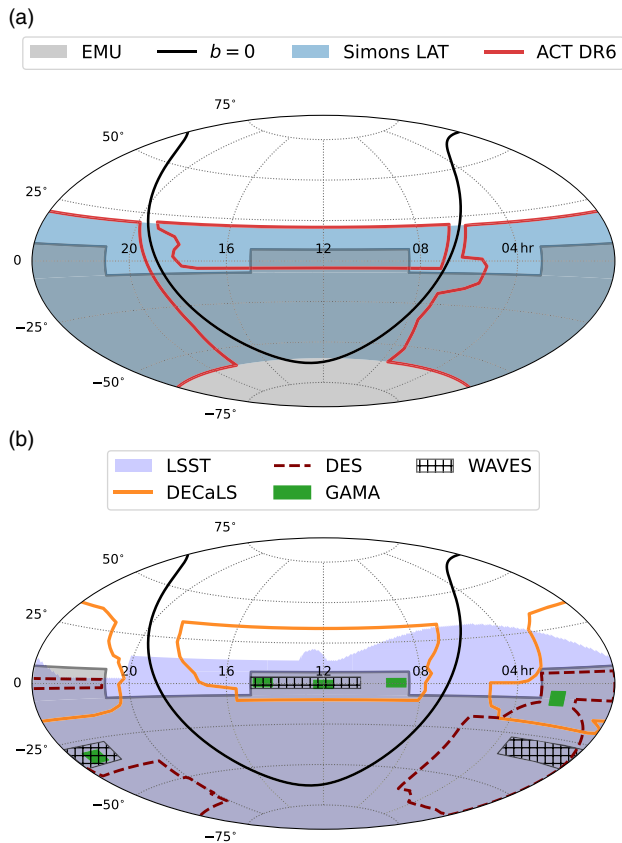 (a)
EMU b = 0 Simons LAT ACT DR6
75°
50°
25°
20 16 12 08 04 hr
0
−25°
−50°
−75°
(b)
LSST DES WAVES
DECaLS GAMA
75°
50°
25°
20 16 12 08 04 hr
0
−25°
−50°
−75°